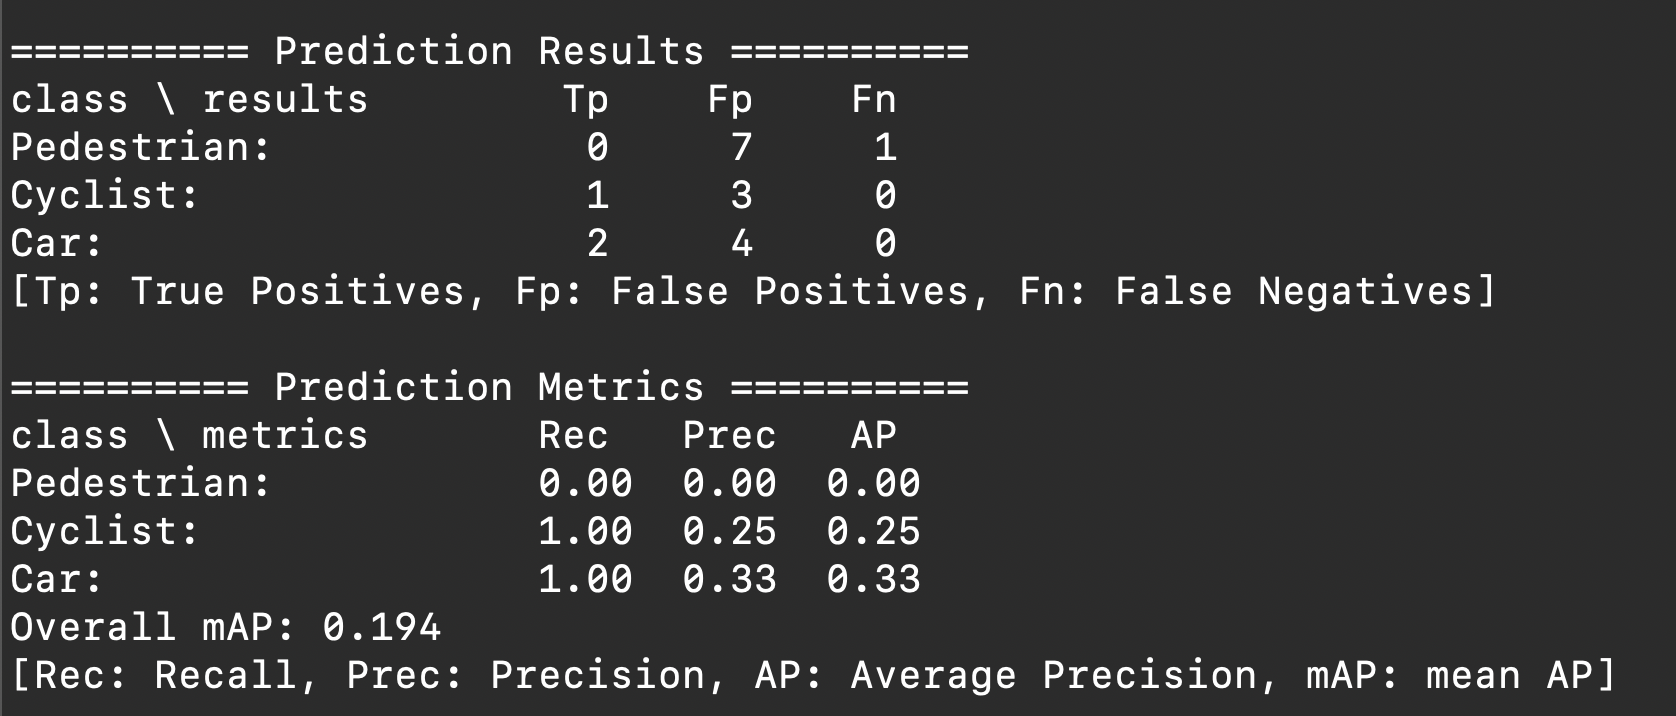 ========== Prediction Results ==========
class \ results        Tp    Fp    Fn
Pedestrian:             0     7     1
Cyclist:                1     3     0
Car:                    2     4     0
[Tp: True Positives, Fp: False Positives, Fn: False Negatives]

========== Prediction Metrics ==========
class \ metrics       Rec   Prec   AP
Pedestrian:           0.00  0.00  0.00
Cyclist:              1.00  0.25  0.25
Car:                  1.00  0.33  0.33
Overall mAP: 0.194
[Rec: Recall, Prec: Precision, AP: Average Precision, mAP: mean AP]